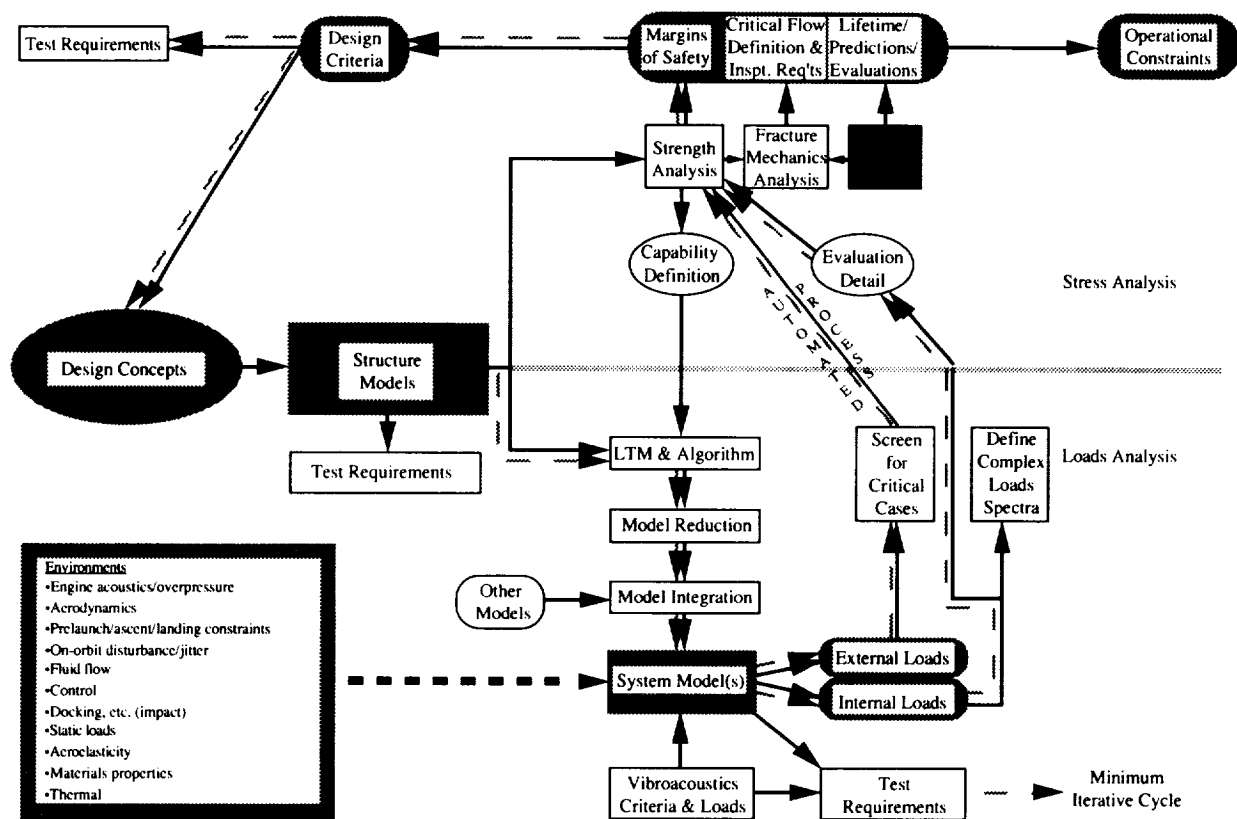 Test Requirements
Design
Criteria
Margins
of Safety
Critical Flow
Definition &
Inspt. Req'ts
Lifetime/
Predictions/
Evaluations
Operational
Constraints
Strength
Analysis
Fracture
Mechanics
Analysis
Capability
Definition
Evaluation
Detail
Stress Analysis
AUTOMATED
PROCESS
Design Concepts
Structure
Models
Test Requirements
LTM & Algorithm
Screen
for
Critical
Cases
Define
Complex
Loads
Spectra
Loads Analysis
Model Reduction
Other
Models
Model Integration
Environments
•Engine acoustics/overpressure
•Aerodynamics
•Prelaunch/ascent/landing constraints
•On-orbit disturbance/jitter
•Fluid flow
•Control
•Docking, etc. (impact)
•Static loads
•Aeroelasticity
•Materials properties
•Thermal
System Model(s)
External Loads
Internal Loads
Vibroacoustics
Criteria & Loads
Test
Requirements
Minimum
Iterative Cycle